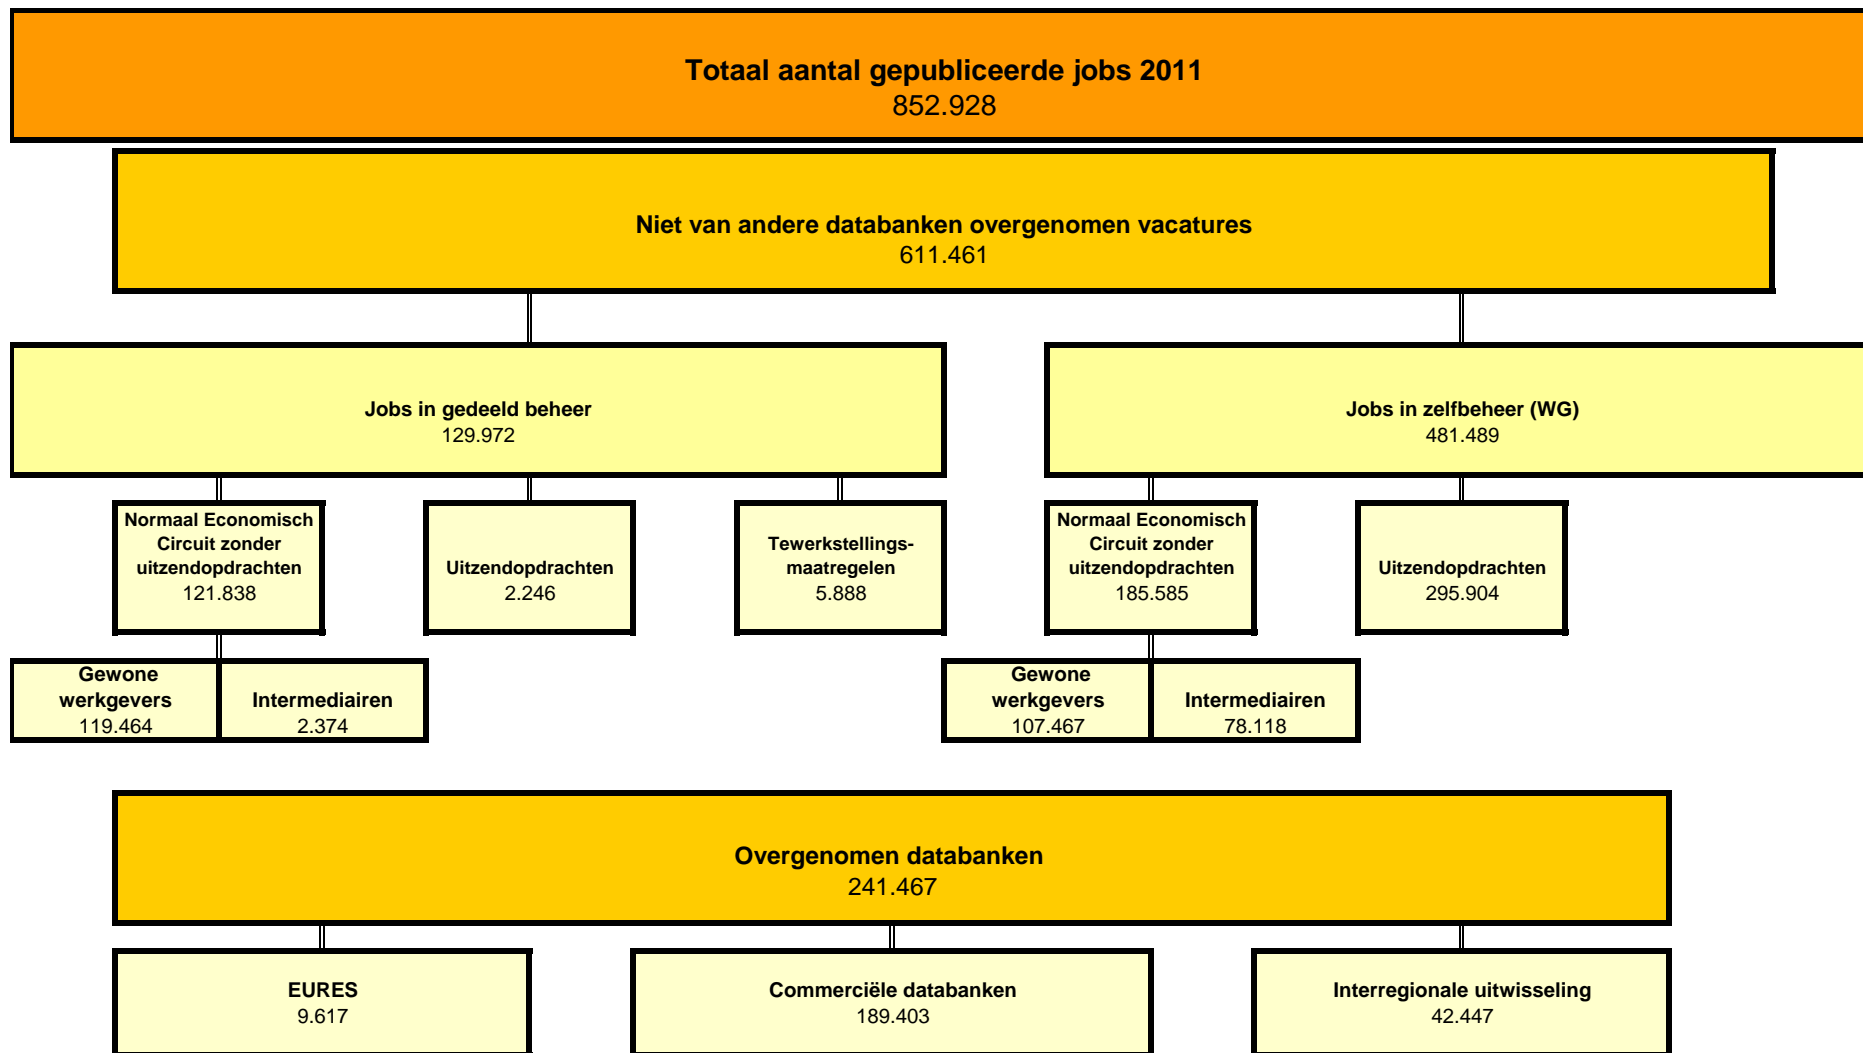 Totaal aantal gepubliceerde jobs 2011
852.928
Niet van andere databanken overgenomen vacatures
611.461
Jobs in gedeeld beheer
129.972
Jobs in zelfbeheer (WG)
481.489
Normaal Economisch
Circuit zonder
uitzendopdrachten
121.838
Uitzendopdrachten
2.246
Tewerkstellings-
maatregelen
5.888
Normaal Economisch
Circuit zonder
uitzendopdrachten
185.585
Uitzendopdrachten
295.904
Gewone
werkgevers
119.464
Intermediairen
2.374
Gewone
werkgevers
107.467
Intermediairen
78.118
Overgenomen databanken
241.467
EURES
9.617
Commerciële databanken
189.403
Interregionale uitwisseling
42.447